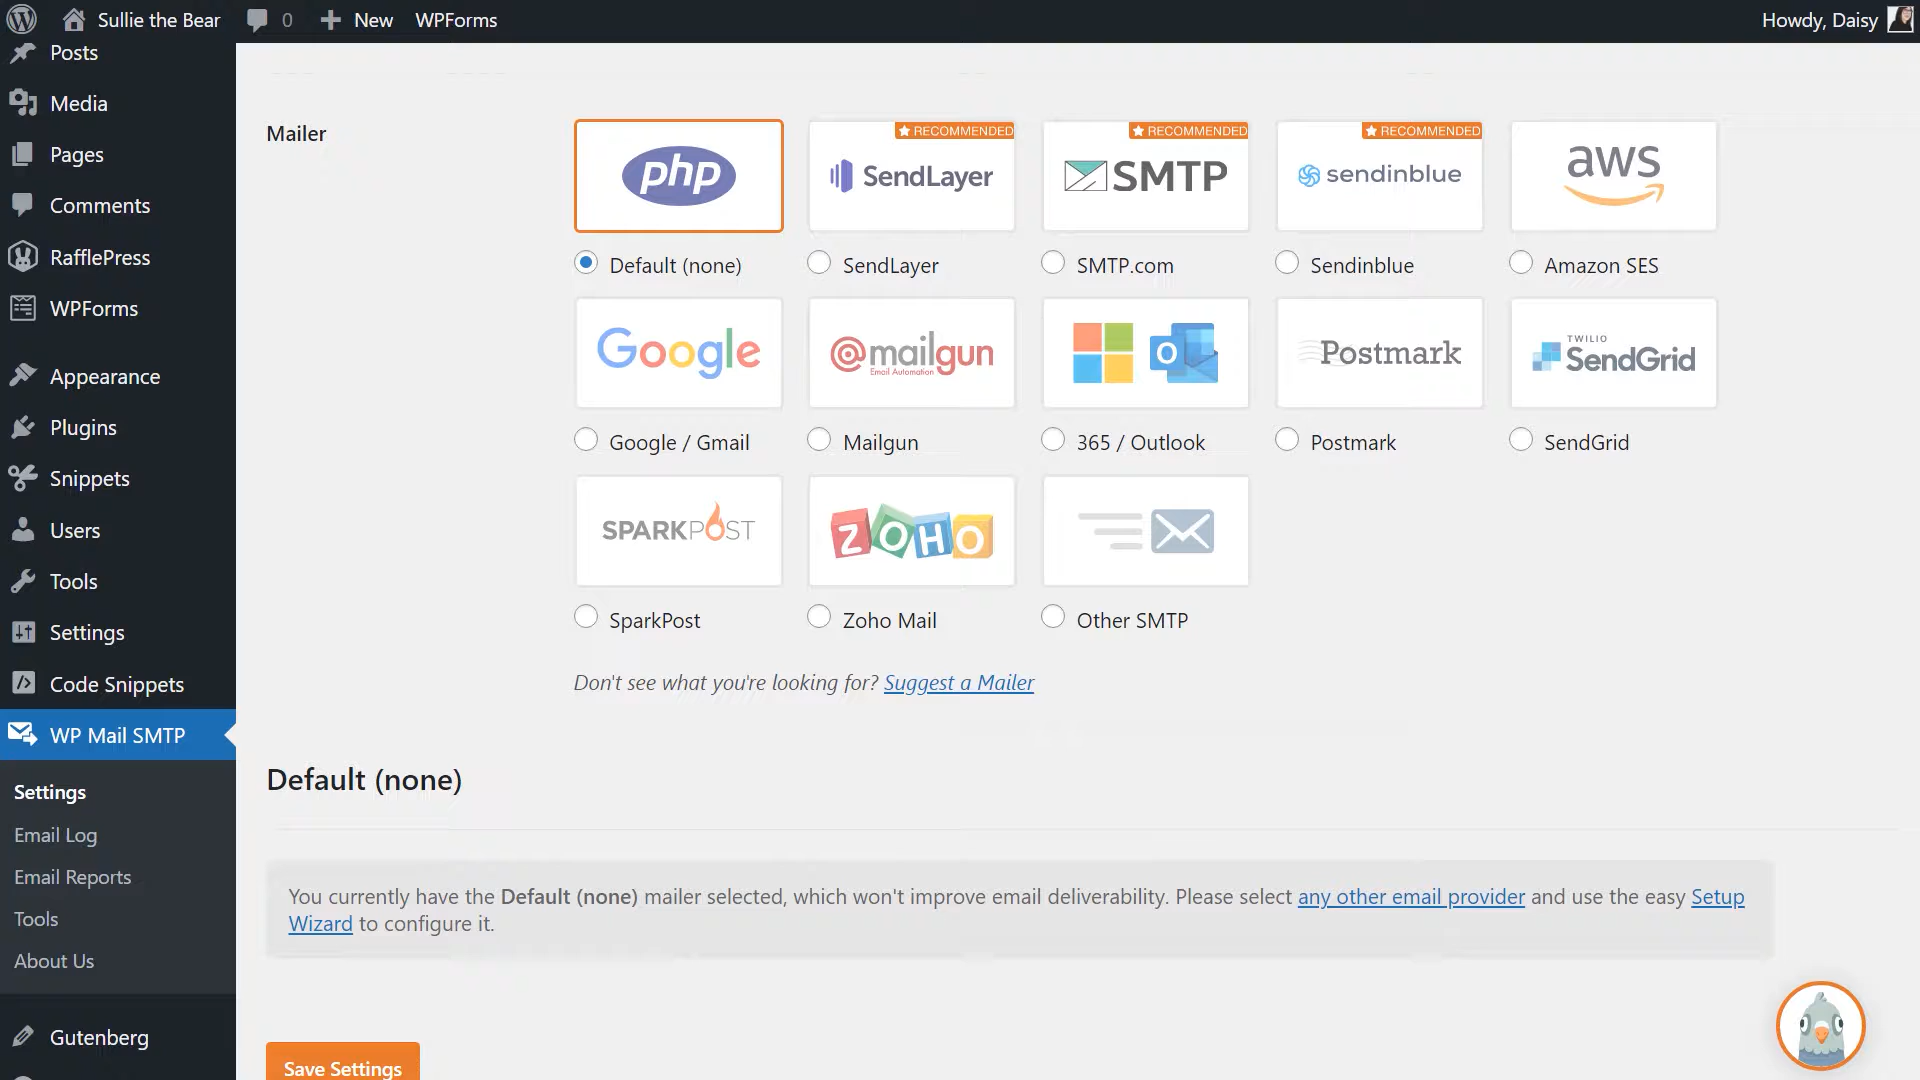 Sullie the Bear
0
New
WPForms
Howdy, Daisy
Posts
Media
Pages
Comments
RafflePress
WPForms
Appearance
Plugins
Snippets
Users
Tools
Settings
Code Snippets
WP Mail SMTP
Settings
Email Log
Email Reports
Tools
About Us
Gutenberg
Mailer
php
RECOMMENDED
SendLayer
RECOMMENDED
SMTP
RECOMMENDED
sendinblue
aws
Default (none)
SendLayer
SMTP.com
Sendinblue
Amazon SES
Google
@mailgun
Email Automation
O
Postmark
TWILIO
SendGrid
Google / Gmail
Mailgun
365 / Outlook
Postmark
SendGrid
SPARKPOST
ZOHO
SparkPost
Zoho Mail
Other SMTP
Don't see what you're looking for? Suggest a Mailer
Default (none)
You currently have the Default (none) mailer selected, which won't improve email deliverability. Please select any other email provider and use the easy Setup
Wizard to configure it.
Save Settings